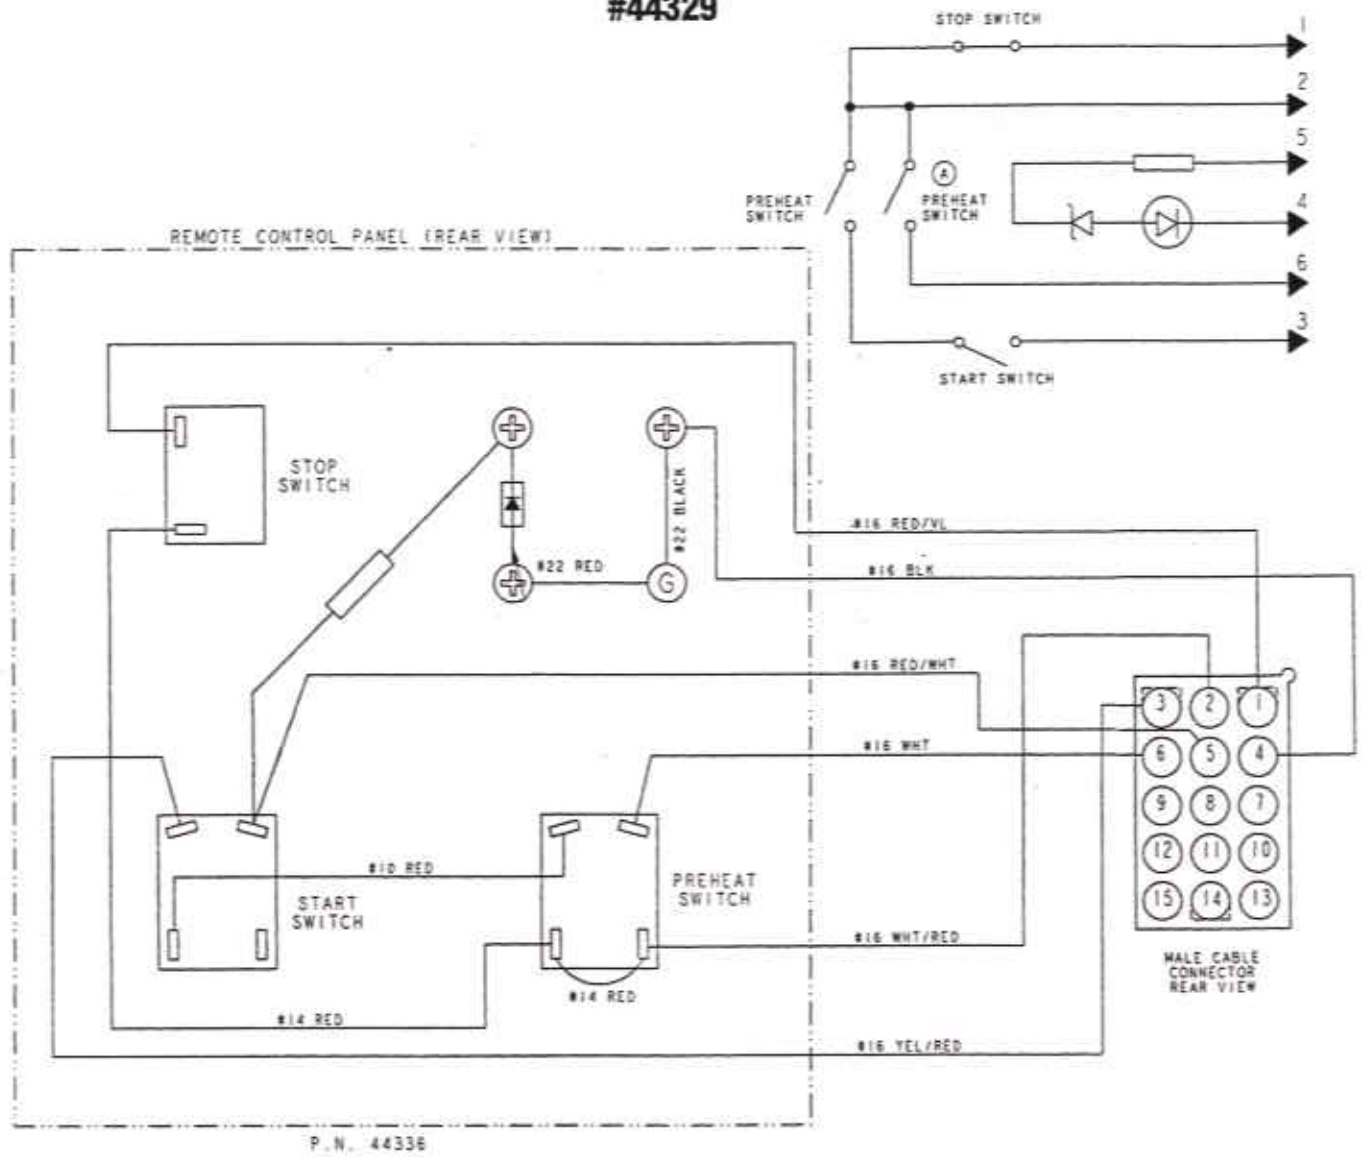 #44329
STOP SWITCH
1
2
5
4
6
3
A
PREHEAT
SWITCH
PREHEAT
SWITCH
START SWITCH
REMOTE CONTROL PANEL (REAR VIEW)
STOP
SWITCH
#22 BLACK
#22 RED
G
#16 RED/VL
#16 BLK
#16 RED/WHT
#16 WHT
3 2 1
6 5 4
9 8 7
12 11 10
15 14 13
#10 RED
START
SWITCH
PREHEAT
SWITCH
#16 WHT/RED
MALE CABLE
CONNECTOR
REAR VIEW
#14 RED
#14 RED
#16 YEL/RED
P.N. 44336